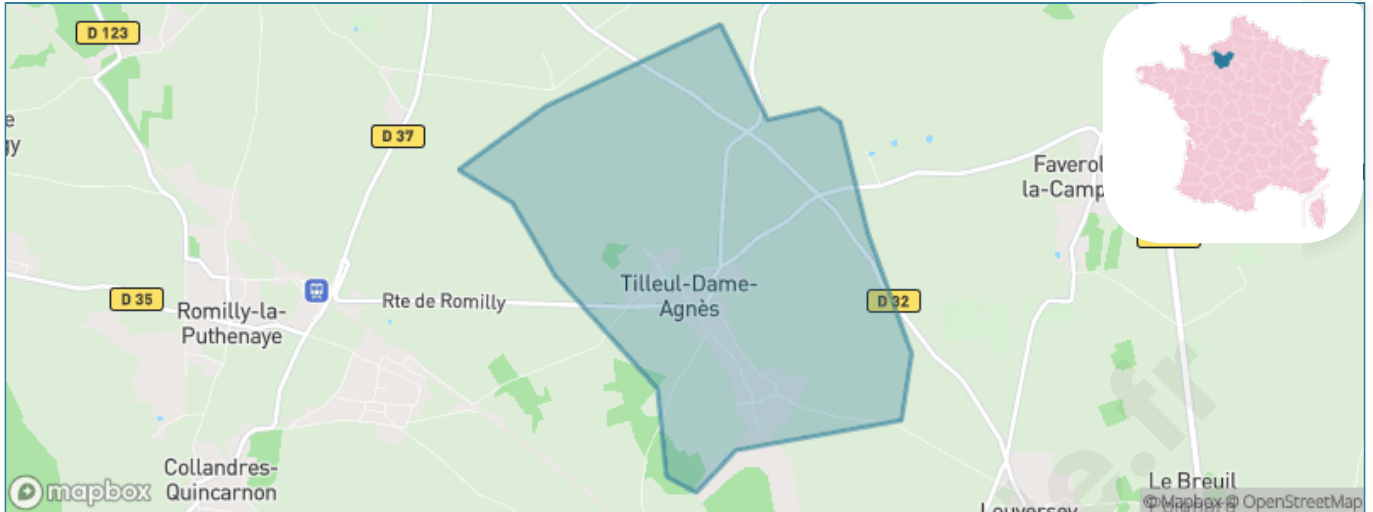 D 123
D 37
Faverol
la-Camp
Tilleul-Dame-
Agnès
D 35
Rte de Romilly
D 32
Romilly-la-
Puthenaye
Collandres-
Quincarnon
Le Breuil
mapbox
© Mapbox © OpenStreetMap